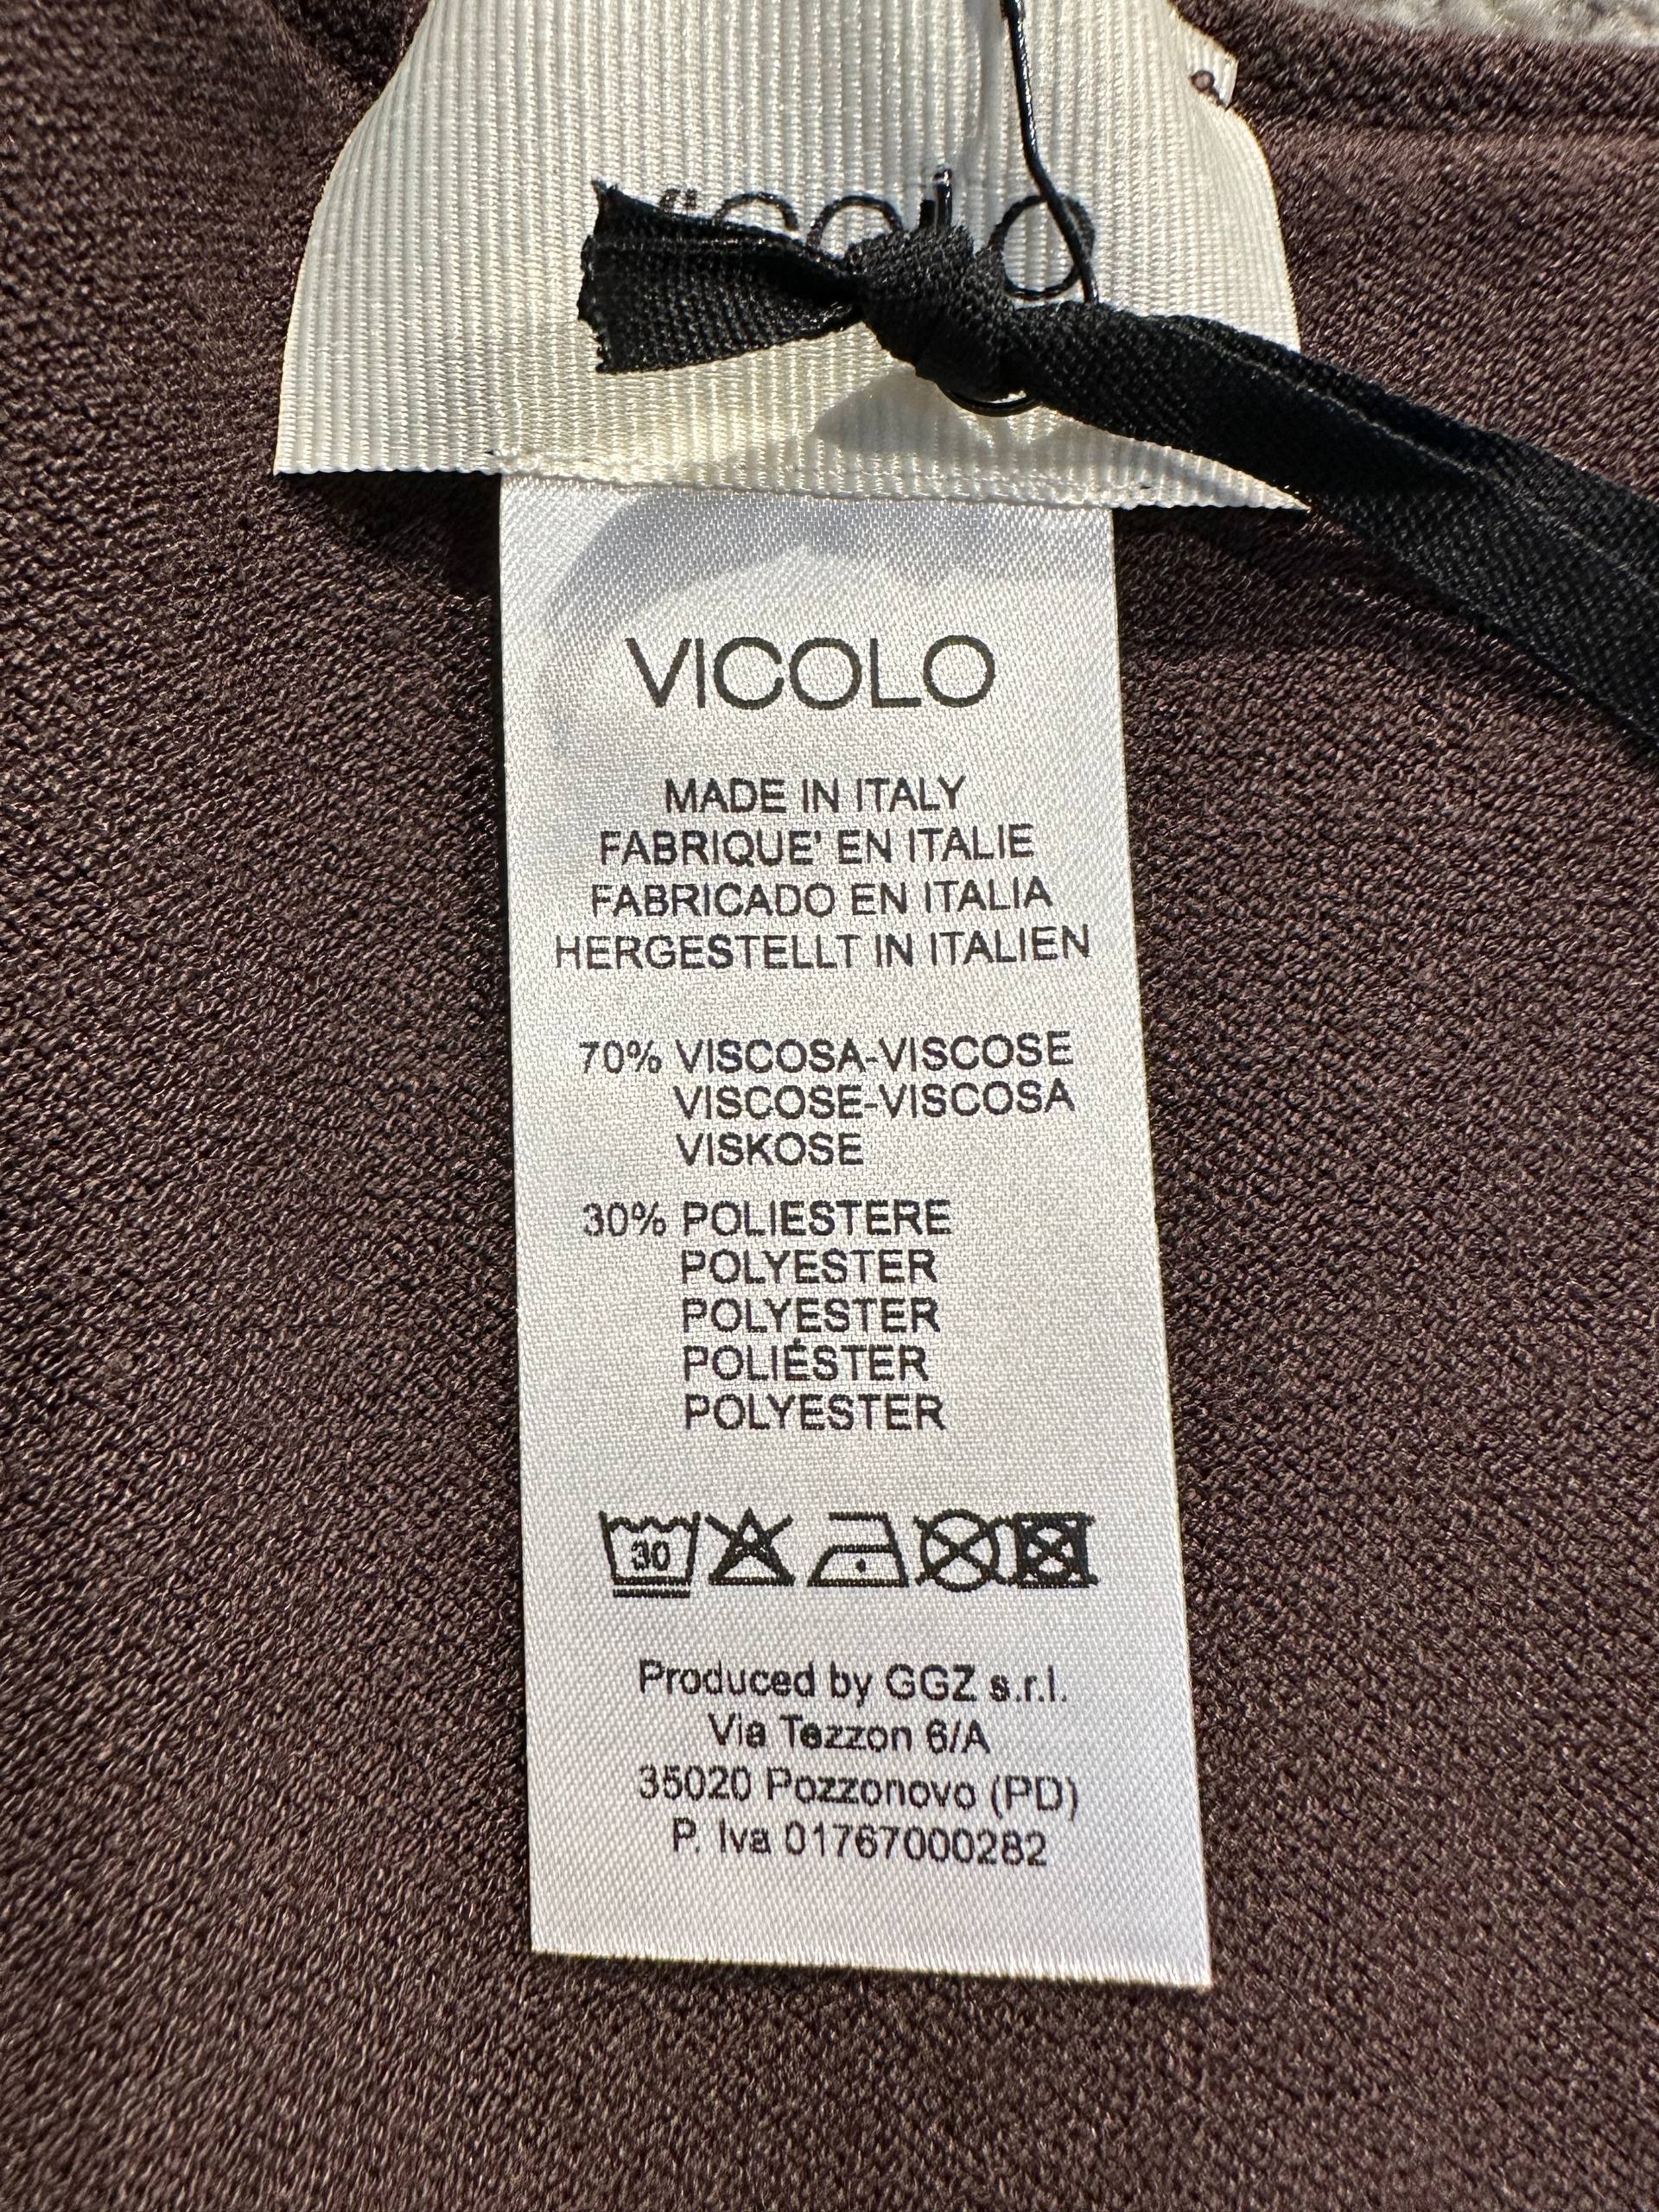 VICOLO
MADE IN ITALY
FABRIQUE' EN ITALIE
FABRICADO EN ITALIA
HERGESTELLT IN ITALIEN
70% VISCOSA-VISCOSE
VISCOSE-VISCOSA
VISKOSE
30% POLIESTERE
POLYESTER
POLYESTER
POLIÉSTER
POLYESTER
30
Produced by GGZ s.r.l.
Via Tezzon 6/A
35020 Pozzonovo (PD)
P. Iva 01767000282